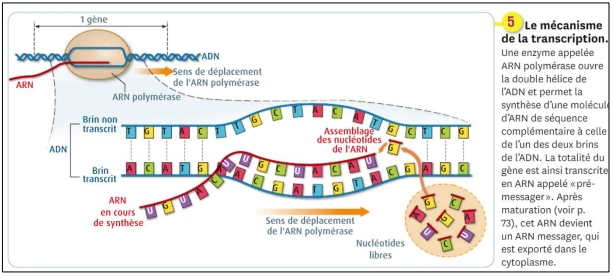 1 gène
ADN
Sens de déplacement
de l'ARN polymérase
ARN
ARN polymérase
Brin non
transcrit
T G T A C T T G C T A C A T G C T C G
Assemblage
des nucléotides
de l'ARN
G
ADN
Brin
transcrit
A C A T G A C G A T G T A C G A G C
U G U A C U U G C U A C A U
ARN
en cours
de synthèse
Sens de déplacement
de l'ARN polymérase
Nucléotides
libres
5 Le mécanisme
de la transcription.
Une enzyme appelée
ARN polymérase ouvre
la double hélice de
l'ADN et permet la
synthèse d'une molécule
d'ARN de séquence
complémentaire à celle
de l'un des deux brins
de l'ADN. La totalité du
gène est ainsi transcrite
en ARN appelé « pré-
messager ». Après
maturation (voir p.
73), cet ARN devient
un ARN messager, qui
est exporté dans le
cytoplasme.